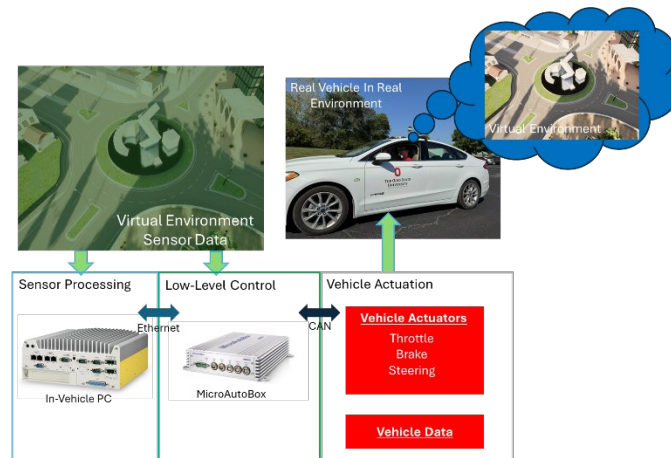 Real Vehicle In Real
Environment
Virtual Environment
Virtual Environment
Sensor Data
Sensor Processing
Low-Level Control
Vehicle Actuation
Ethernet
CAN
In-Vehicle PC
MicroAutoBox
Vehicle Actuators
Throttle
Brake
Steering
Vehicle Data